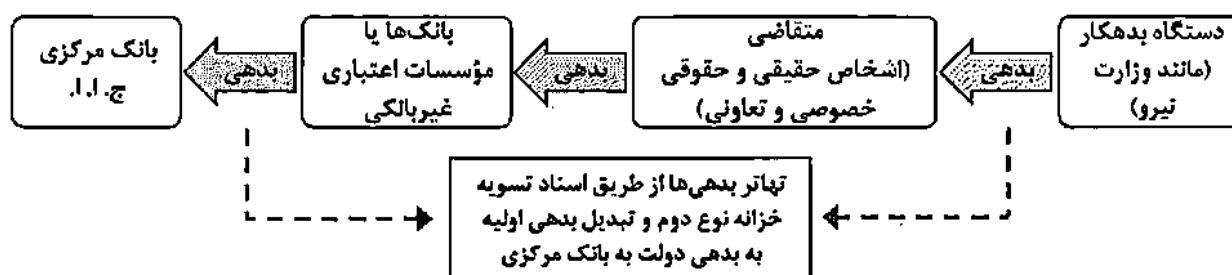 دستگاه بدهکار
(مانند وزارت
نیرو)
بدهی
متقاضی
(اشخاص حقیقی و حقوقی
خصوصی و تعاونی)
بدهی
بانک‌ها یا
مؤسسات اعتباری
غیربالکی
بدهی
بانک مرکزی
ج. ا. ا.
تهاتر بدهی‌ها از طریق اسناد تسویه
خزانه نوع دوم و تبدیل بدهی اولیه
به بدهی دولت به بانک مرکزی